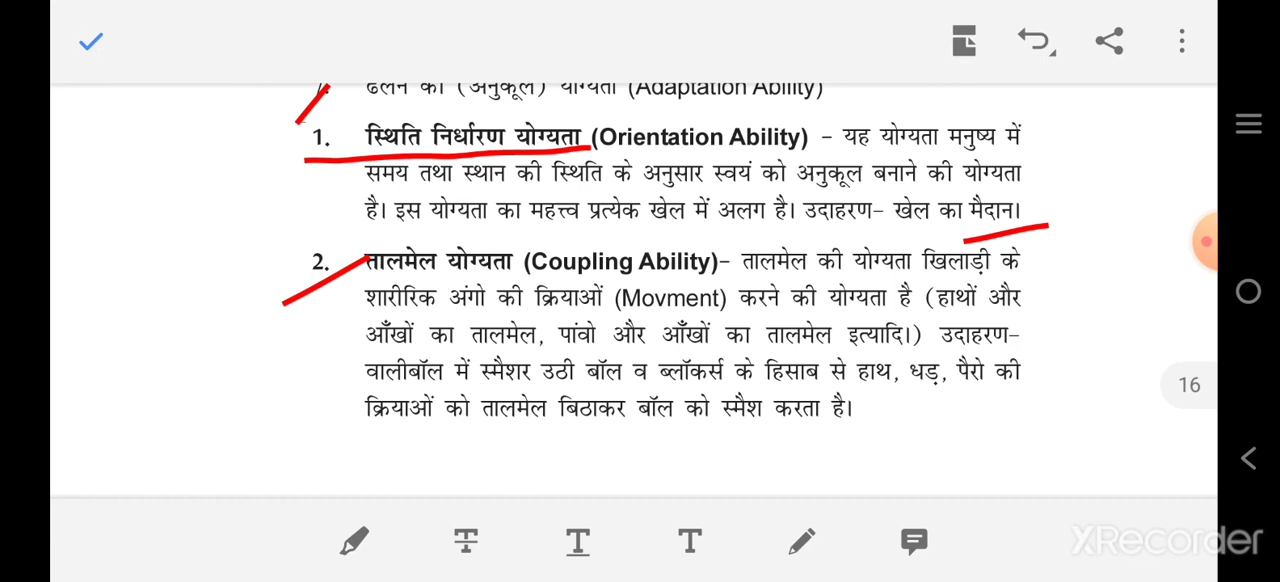 7. ढलने की (अनुकूल) योग्यता (Adaptation Ability)
1. स्थिति निर्धारण योग्यता (Orientation Ability) - यह योग्यता मनुष्य में
समय तथा स्थान की स्थिति के अनुसार स्वयं को अनुकूल बनाने की योग्यता
है। इस योग्यता का महत्त्व प्रत्येक खेल में अलग है। उदाहरण- खेल का मैदान।
2. तालमेल योग्यता (Coupling Ability)- तालमेल की योग्यता खिलाड़ी के
शारीरिक अंगो की क्रियाओं (Movment) करने की योग्यता है (हाथों और
आँखों का तालमेल, पांवो और आँखों का तालमेल इत्यादि।) उदाहरण-
वालीबॉल में स्मैशर उठी बॉल व ब्लॉकर्स के हिसाब से हाथ, धड़, पैरो की
क्रियाओं को तालमेल बिठाकर बॉल को स्मैश करता है।
16
T T T
XRecorder